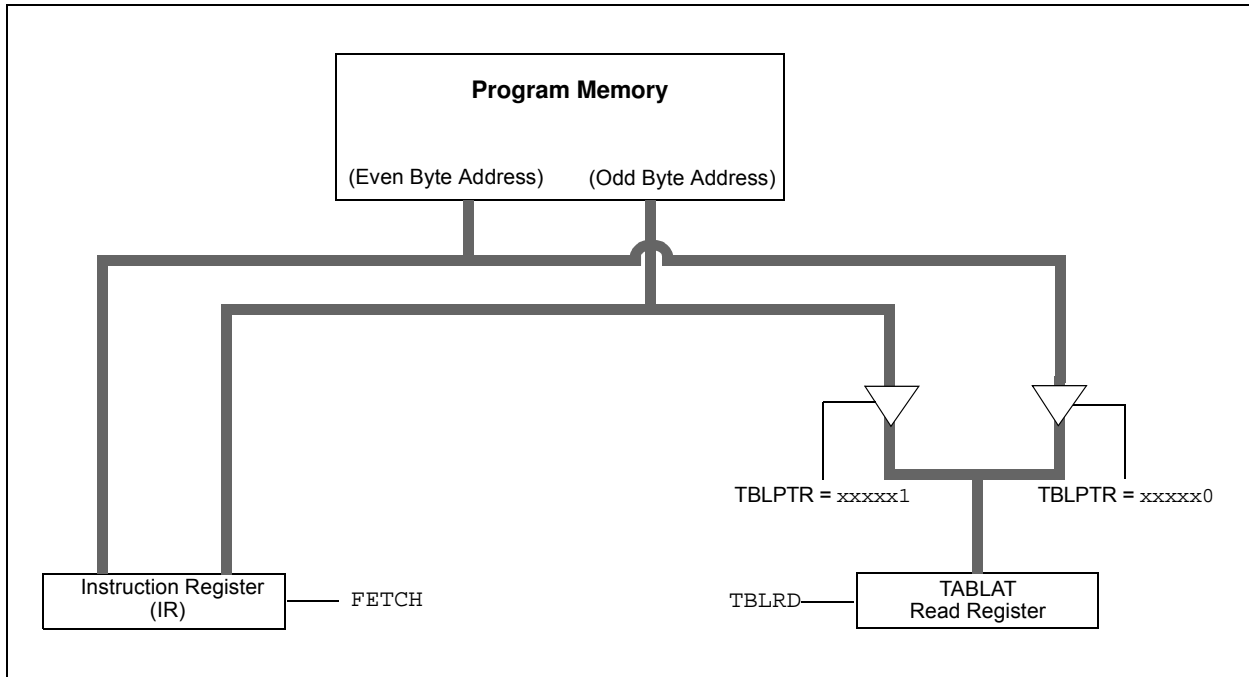 Program Memory
(Even Byte Address) (Odd Byte Address)
TBLPTR = xxxxx1 TBLPTR = xxxxx0
Instruction Register
(IR)
FETCH
TBLRD
TABLAT
Read Register